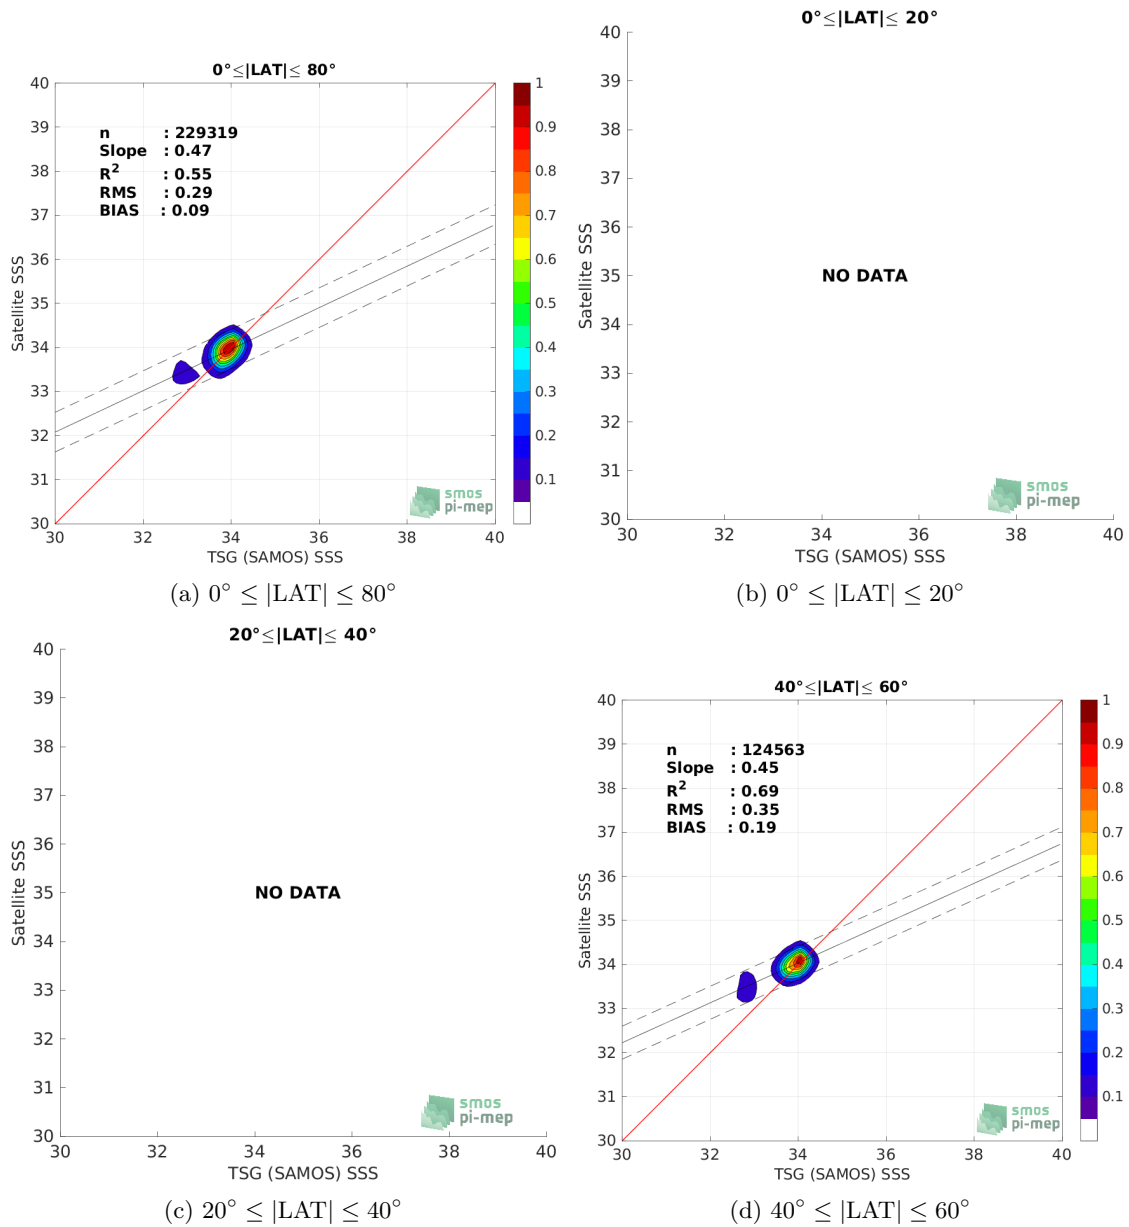 0°≤|LAT|≤ 80°
40
39
38
37
36
35
34
33
32
31
30
n : 229319
Slope : 0.47
R² : 0.55
RMS : 0.29
BIAS : 0.09
1
0.9
0.8
0.7
0.6
0.5
0.4
0.3
0.2
0.1
Satellite SSS
smos
pi-mep
30 32 34 36 38 40
TSG (SAMOS) SSS
(a) 0° ≤ |LAT| ≤ 80°
0°≤|LAT|≤ 20°
40
39
38
37
36
35
34
33
32
31
30
Satellite SSS
NO DATA
smos
pi-mep
30 32 34 36 38 40
TSG (SAMOS) SSS
(b) 0° ≤ |LAT| ≤ 20°
20°≤|LAT|≤ 40°
40
39
38
37
36
35
34
33
32
31
30
Satellite SSS
NO DATA
smos
pi-mep
30 32 34 36 38 40
TSG (SAMOS) SSS
(c) 20° ≤ |LAT| ≤ 40°
40°≤|LAT|≤ 60°
40
39
38
37
36
35
34
33
32
31
30
n : 124563
Slope : 0.45
R² : 0.69
RMS : 0.35
BIAS : 0.19
1
0.9
0.8
0.7
0.6
0.5
0.4
0.3
0.2
0.1
Satellite SSS
smos
pi-mep
30 32 34 36 38 40
TSG (SAMOS) SSS
(d) 40° ≤ |LAT| ≤ 60°